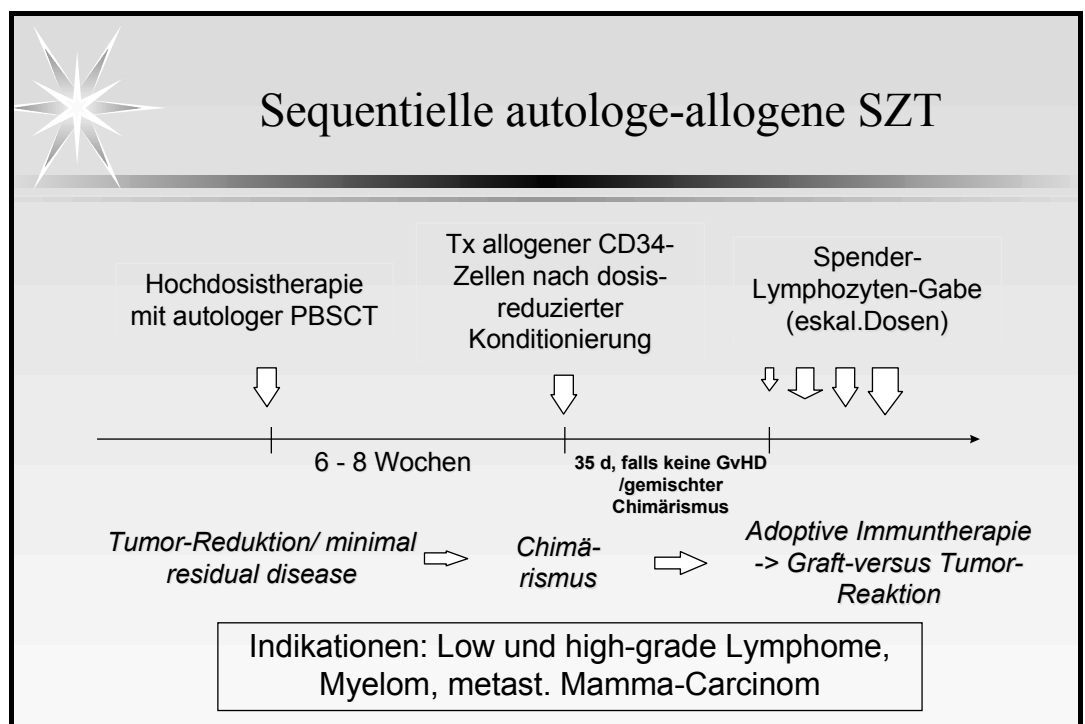 Sequentielle autologe-allogene SZT
Hochdosistherapie
mit autologer PBSCT
Tx allogener CD34-
Zellen nach dosis-
reduzierter
Konditionierung
Spender-
Lymphozyten-Gabe
(eskal.Dosen)
6 - 8 Wochen
35 d, falls keine GvHD
/gemischter
Chimärismus
Tumor-Reduktion/ minimal
residual disease
Chimä-
rismus
Adoptive Immuntherapie
-> Graft-versus Tumor-
Reaktion
Indikationen: Low und high-grade Lymphome,
Myelom, metast. Mamma-Carcinom